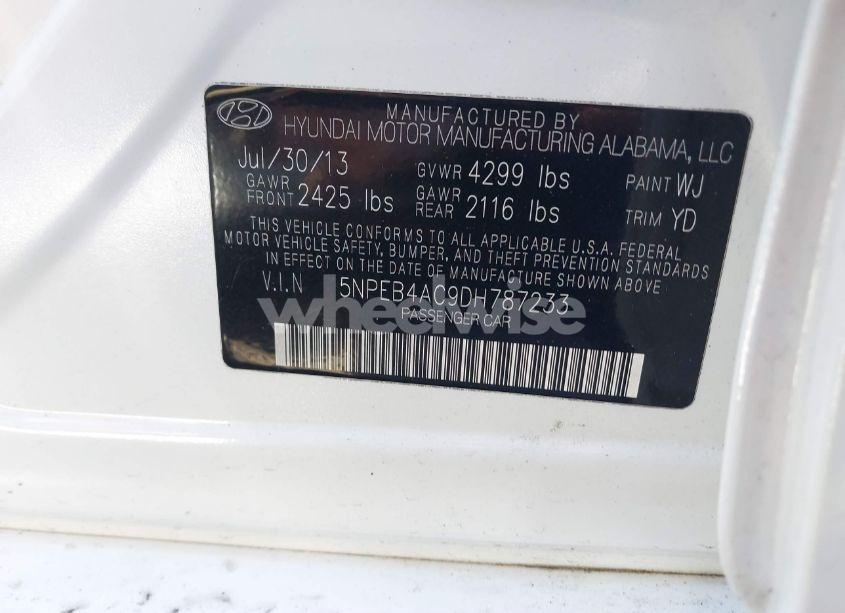 MANUFACTURED BY
HYUNDAI MOTOR MANUFACTURING ALABAMA, LLC
Jul/30/13 GVWR 4299 lbs PAINT WJ
GAWR FRONT 2425 lbs GAWR REAR 2116 lbs TRIM YD
THIS VEHICLE CONFORMS TO ALL APPLICABLE U.S.A. FEDERAL
MOTOR VEHICLE SAFETY, BUMPER, AND THEFT PREVENTION STANDARDS
IN EFFECT ON THE DATE OF MANUFACTURE SHOWN ABOVE
V.I.N 5NPEB4AC9DH787233
wheelwise
PASSENGER CAR